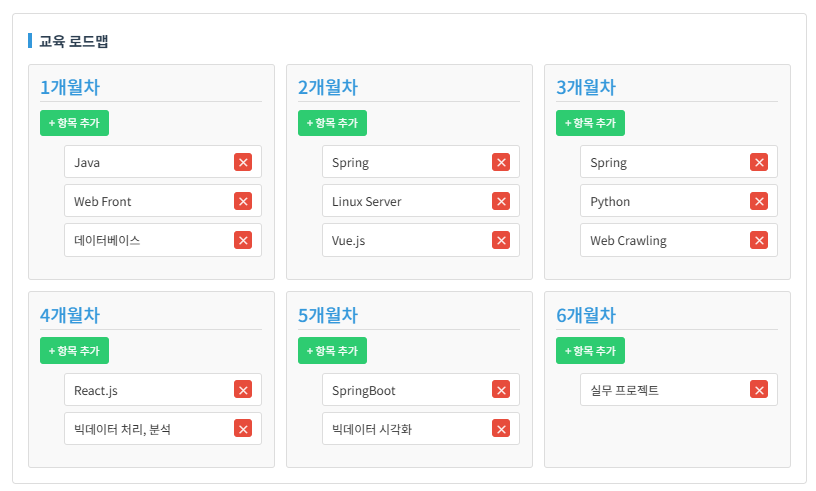 교육 로드맵
1개월차
+ 항목 추가
Java
Web Front
데이터베이스
2개월차
+ 항목 추가
Spring
Linux Server
Vue.js
3개월차
+ 항목 추가
Spring
Python
Web Crawling
4개월차
+ 항목 추가
React.js
빅데이터 처리, 분석
5개월차
+ 항목 추가
SpringBoot
빅데이터 시각화
6개월차
+ 항목 추가
실무 프로젝트